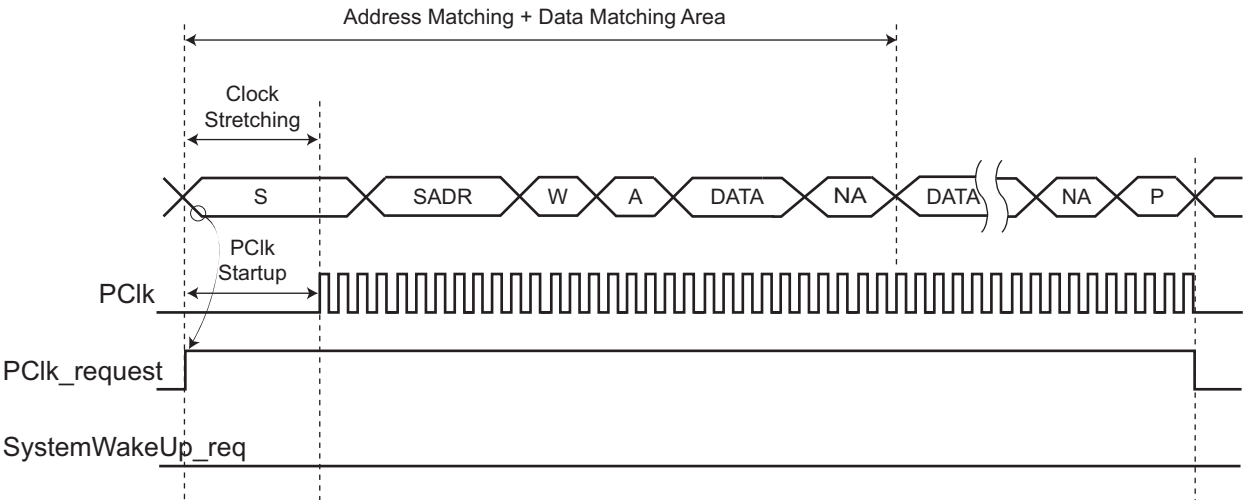 Address Matching + Data Matching Area
Clock
Stretching
S SADR W A DATA NA DATA NA P
PClk
Startup
PClk
PClk_request
SystemWakeUp_req